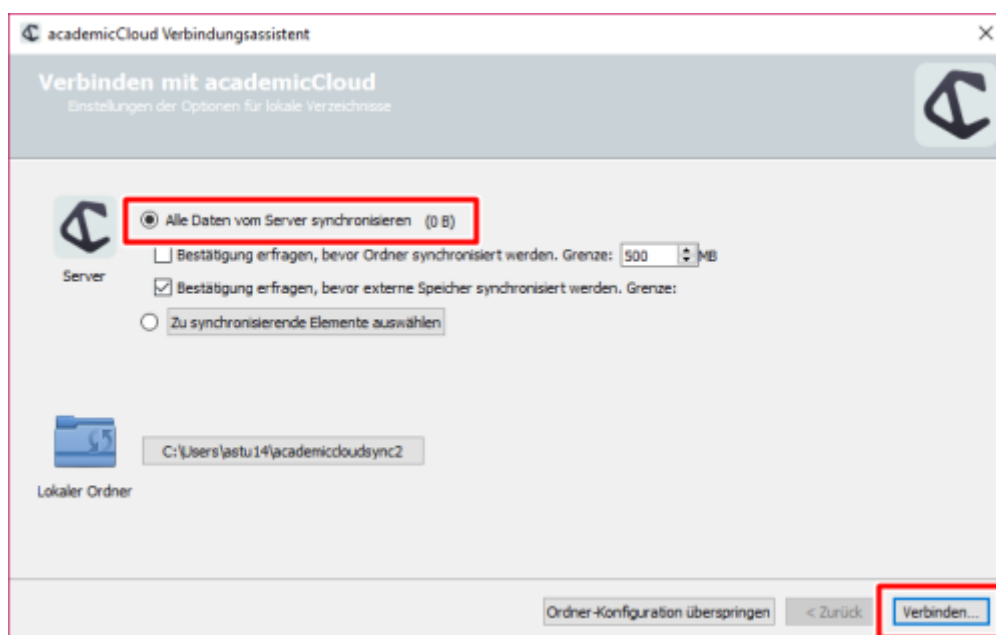 academicCloud Verbindungsassistent
Verbinden mit academicCloud
Einstellungen der Optionen für lokale Verzeichnisse
Alle Daten vom Server synchronisieren (0 B)
Bestätigung erfragen, bevor Ordner synchronisiert werden. Grenze: 500 MB
Server
Bestätigung erfragen, bevor externe Speicher synchronisiert werden. Grenze:
Zu synchronisierende Elemente auswählen
C:\Users\astu14\academiccloudsync2
Lokaler Ordner
Ordner-Konfiguration überspringen < Zurück Verbinden...